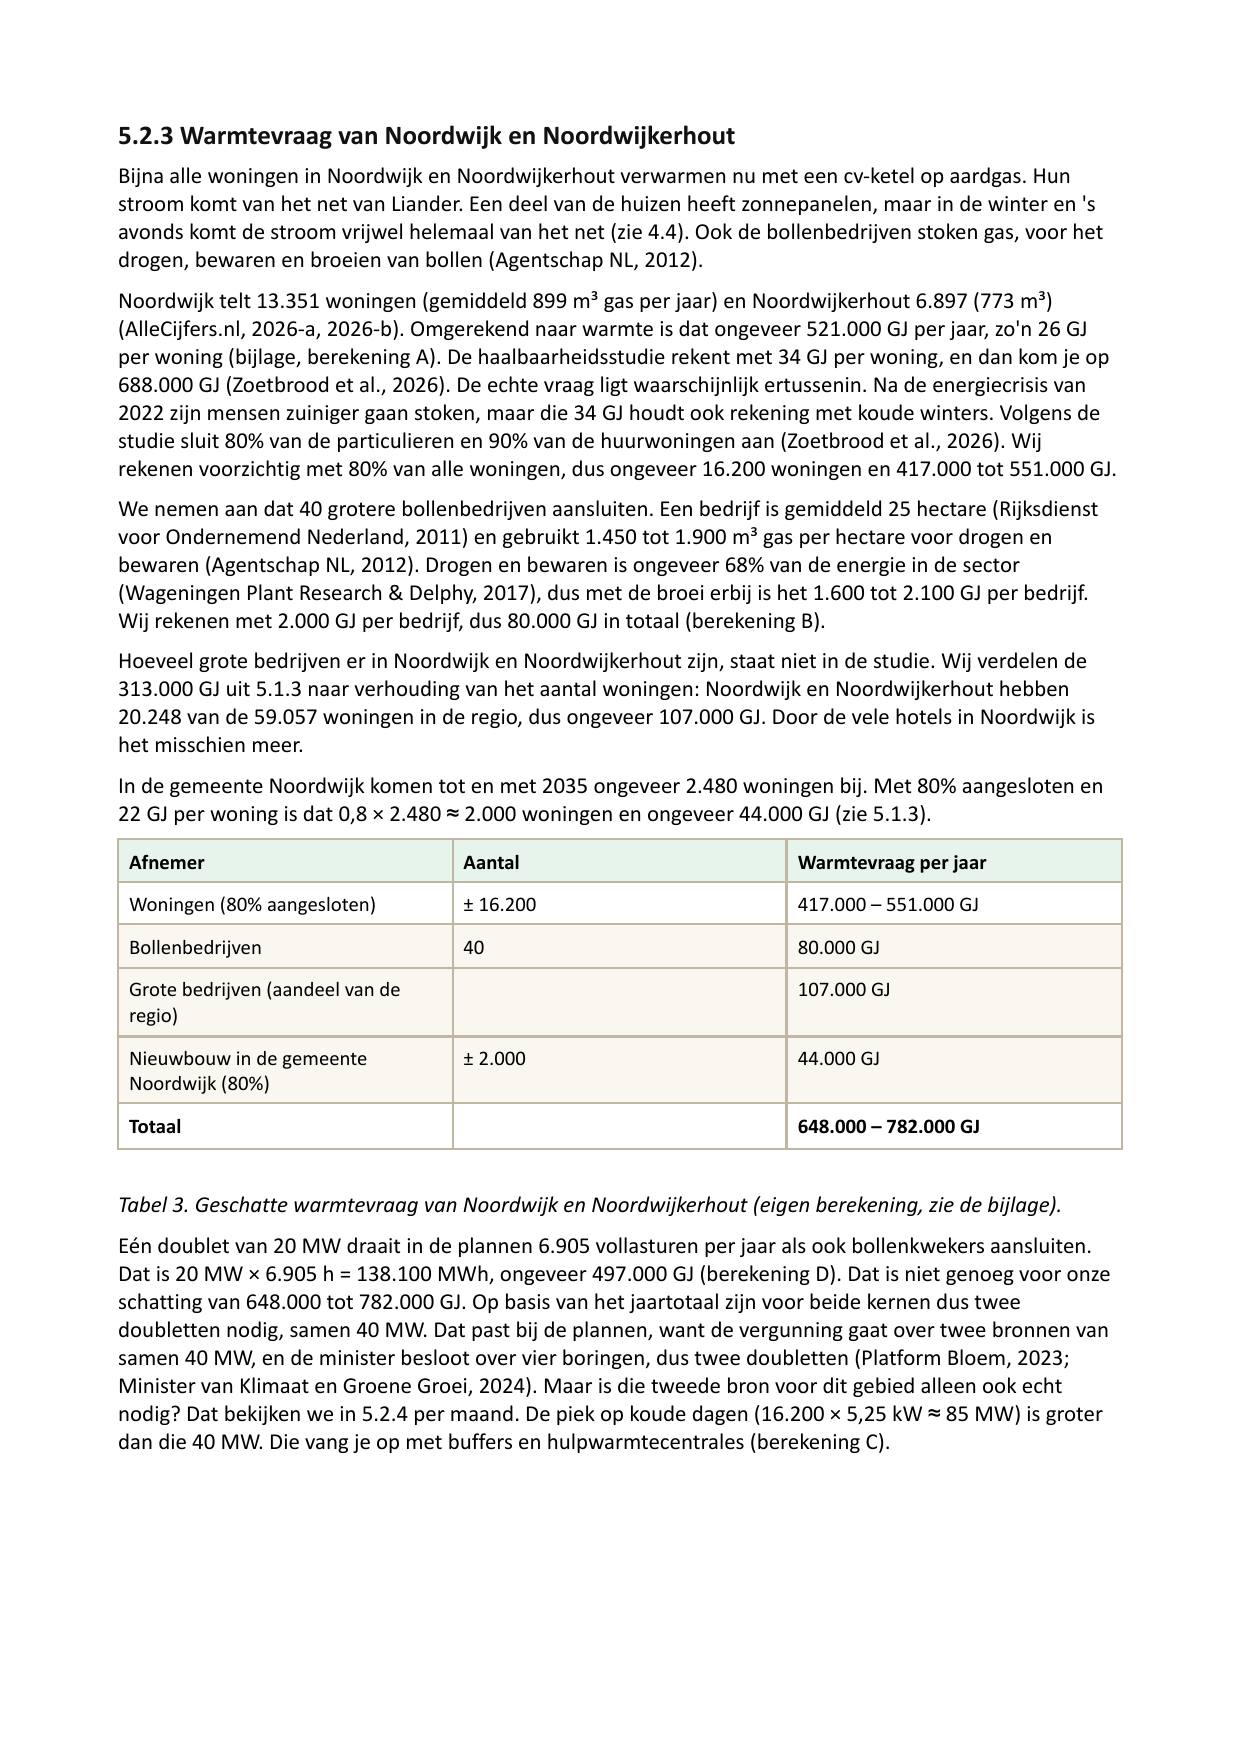 5.2.3 Warmtevraag van Noordwijk en Noordwijkerhout
Bijna alle woningen in Noordwijk en Noordwijkerhout verwarmen nu met een cv-ketel op aardgas. Hun
stroom komt van het net van Liander. Een deel van de huizen heeft zonnepanelen, maar in de winter en 's
avonds komt de stroom vrijwel helemaal van het net (zie 4.4). Ook de bollenbedrijven stoken gas, voor het
drogen, bewaren en broeien van bollen (Agentschap NL, 2012).
Noordwijk telt 13.351 woningen (gemiddeld 899 m³ gas per jaar) en Noordwijkerhout 6.897 (773 m³)
(AlleCijfers.nl, 2026-a, 2026-b). Omgerekend naar warmte is dat ongeveer 521.000 GJ per jaar, zo'n 26 GJ
per woning (bijlage, berekening A). De haalbaarheidsstudie rekent met 34 GJ per woning, en dan kom je op
688.000 GJ (Zoetbrood et al., 2026). De echte vraag ligt waarschijnlijk ertussenin. Na de energiecrisis van
2022 zijn mensen zuiniger gaan stoken, maar die 34 GJ houdt ook rekening met koude winters. Volgens de
studie sluit 80% van de particulieren en 90% van de huurwoningen aan (Zoetbrood et al., 2026). Wij
rekenen voorzichtig met 80% van alle woningen, dus ongeveer 16.200 woningen en 417.000 tot 551.000 GJ.
We nemen aan dat 40 grotere bollenbedrijven aansluiten. Een bedrijf is gemiddeld 25 hectare (Rijksdienst
voor Ondernemend Nederland, 2011) en gebruikt 1.450 tot 1.900 m³ gas per hectare voor drogen en
bewaren (Agentschap NL, 2012). Drogen en bewaren is ongeveer 68% van de energie in de sector
(Wageningen Plant Research & Delphy, 2017), dus met de broei erbij is het 1.600 tot 2.100 GJ per bedrijf.
Wij rekenen met 2.000 GJ per bedrijf, dus 80.000 GJ in totaal (berekening B).
Hoeveel grote bedrijven er in Noordwijk en Noordwijkerhout zijn, staat niet in de studie. Wij verdelen de
313.000 GJ uit 5.1.3 naar verhouding van het aantal woningen: Noordwijk en Noordwijkerhout hebben
20.248 van de 59.057 woningen in de regio, dus ongeveer 107.000 GJ. Door de vele hotels in Noordwijk is
het misschien meer.
In de gemeente Noordwijk komen tot en met 2035 ongeveer 2.480 woningen bij. Met 80% aangesloten en
22 GJ per woning is dat 0,8 × 2.480 ≈ 2.000 woningen en ongeveer 44.000 GJ (zie 5.1.3).
Afnemer Aantal Warmtevraag per jaar
Woningen (80% aangesloten) ± 16.200 417.000 – 551.000 GJ
Bollenbedrijven 40 80.000 GJ
Grote bedrijven (aandeel van de 107.000 GJ
regio)
Nieuwbouw in de gemeente ± 2.000 44.000 GJ
Noordwijk (80%)
Totaal 648.000 – 782.000 GJ
Tabel 3. Geschatte warmtevraag van Noordwijk en Noordwijkerhout (eigen berekening, zie de bijlage).
Eén doublet van 20 MW draait in de plannen 6.905 vollasturen per jaar als ook bollenkwekers aansluiten.
Dat is 20 MW × 6.905 h = 138.100 MWh, ongeveer 497.000 GJ (berekening D). Dat is niet genoeg voor onze
schatting van 648.000 tot 782.000 GJ. Op basis van het jaartotaal zijn voor beide kernen dus twee
doubletten nodig, samen 40 MW. Dat past bij de plannen, want de vergunning gaat over twee bronnen van
samen 40 MW, en de minister besloot over vier boringen, dus twee doubletten (Platform Bloem, 2023;
Minister van Klimaat en Groene Groei, 2024). Maar is die tweede bron voor dit gebied alleen ook echt
nodig? Dat bekijken we in 5.2.4 per maand. De piek op koude dagen (16.200 × 5,25 kW ≈ 85 MW) is groter
dan die 40 MW. Die vang je op met buffers en hulpwarmtecentrales (berekening C).